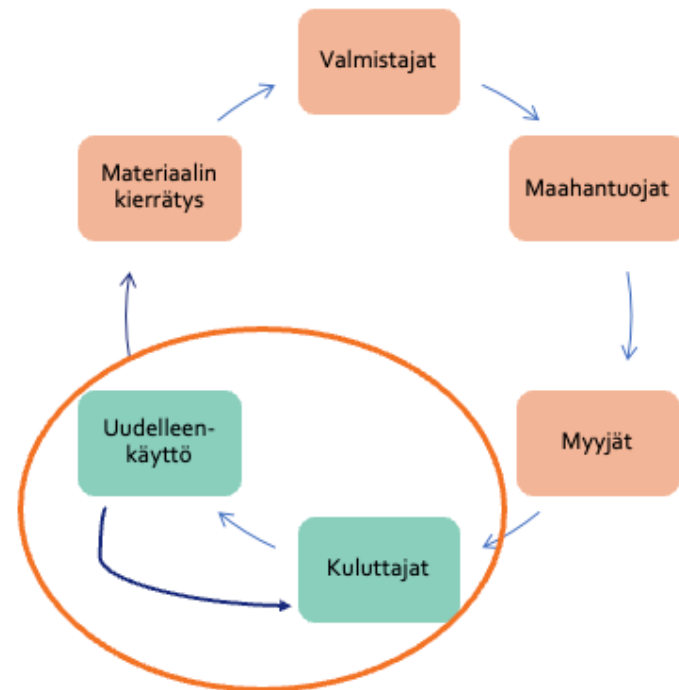 Valmistajat
Maahantuojat
Myyjät
Kuluttajat
Uudelleen-
käyttö
Materiaalin
kierrätys